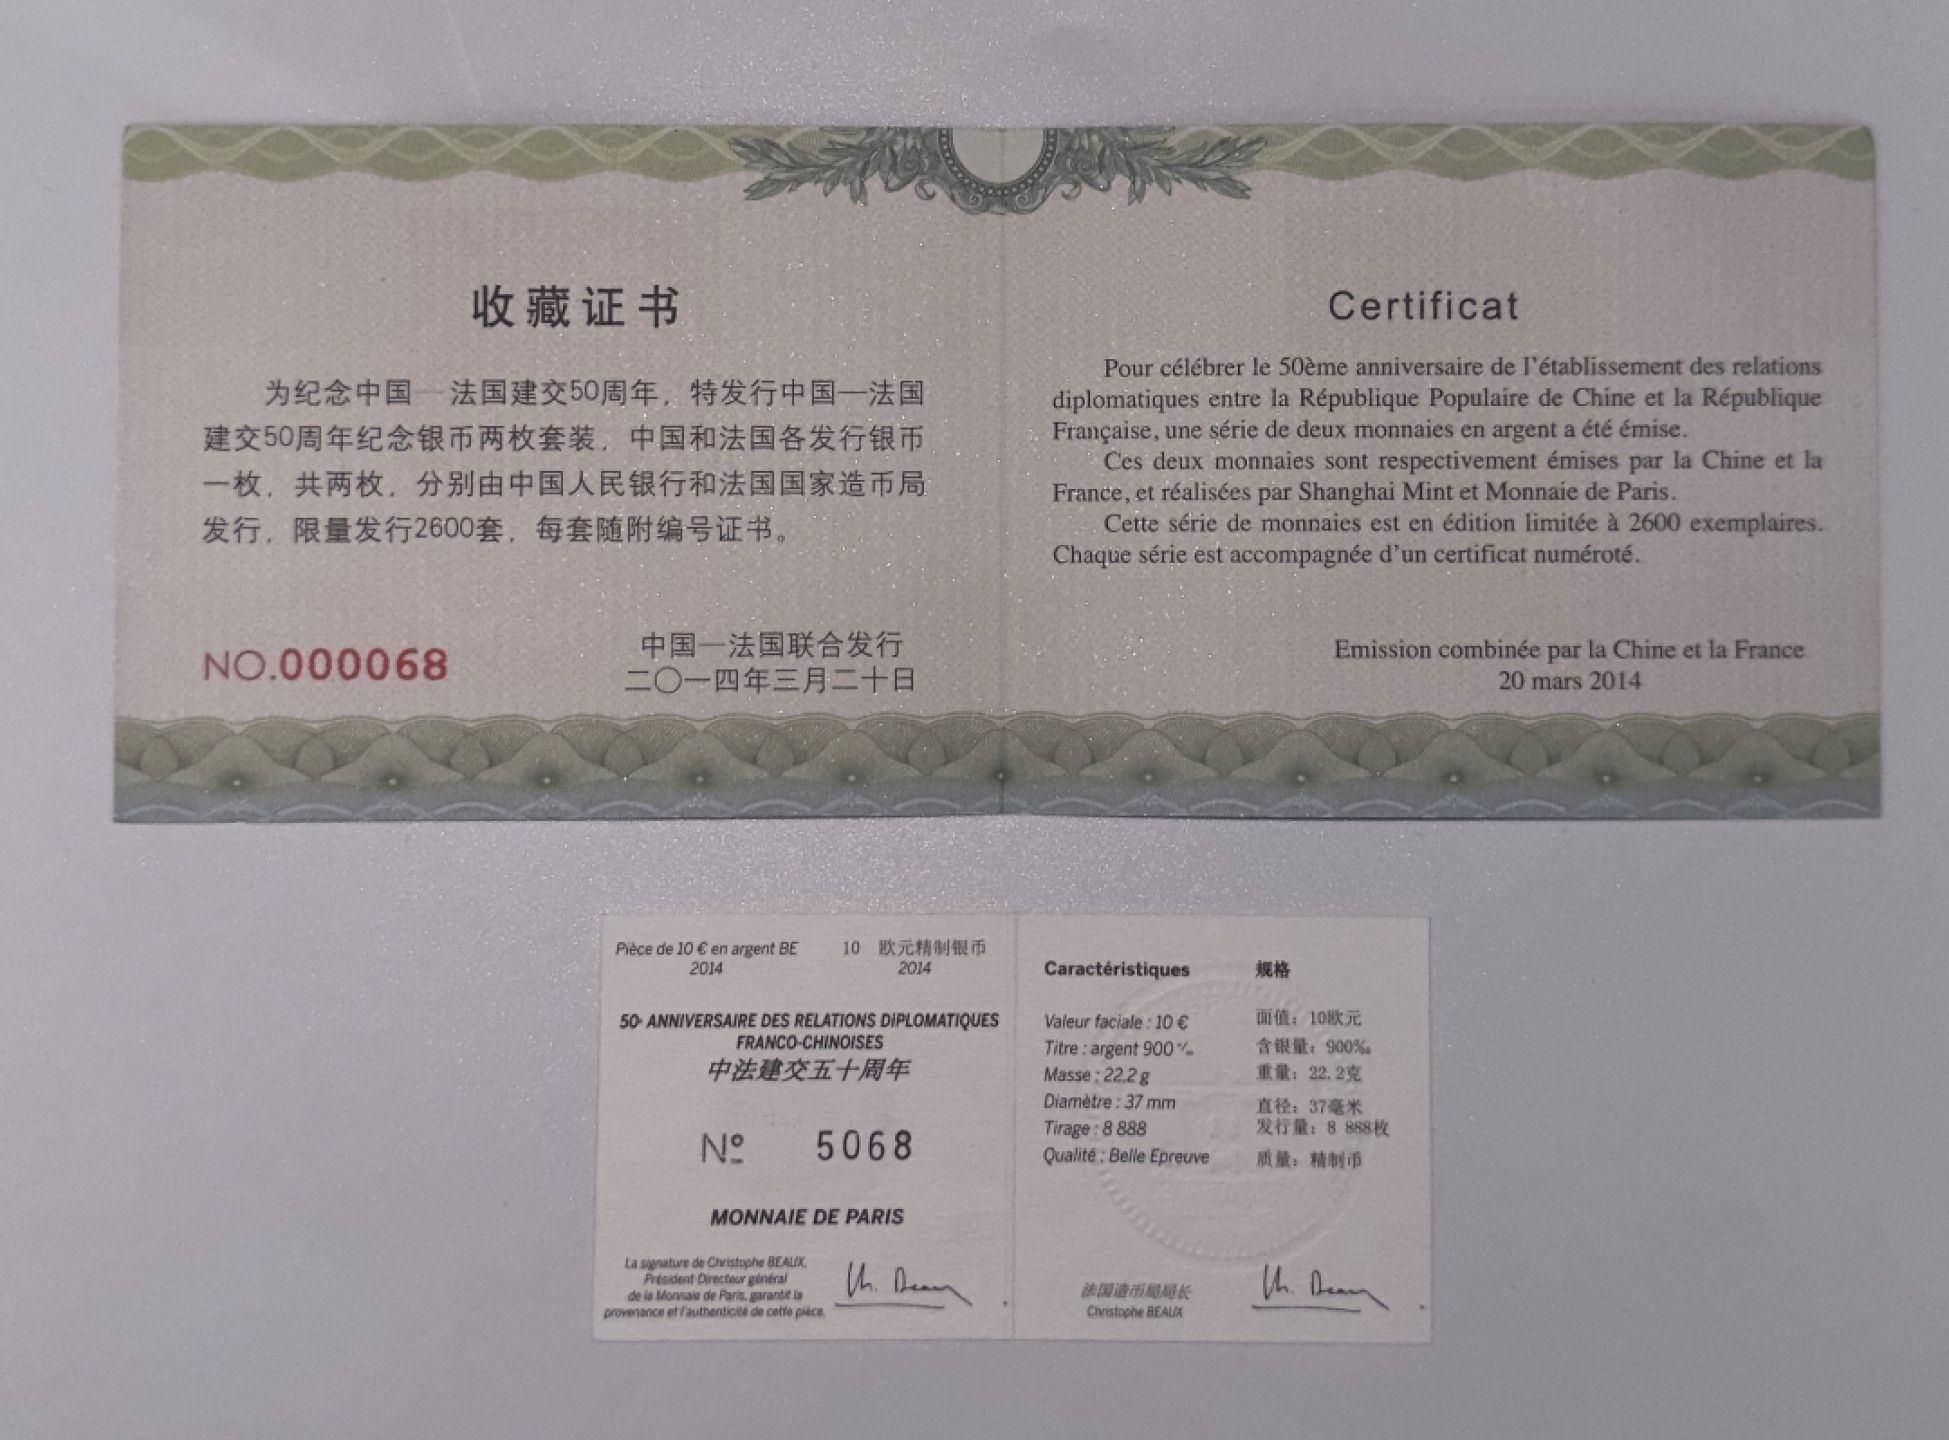 收藏证书
为纪念中国—法国建交50周年，特发行中国—法国
建交50周年纪念银币两枚套装，中国和法国各发行银币
一枚，共两枚，分别由中国人民银行和法国国家造币局
发行，限量发行2600套，每套随附编号证书。
NO.000068
中国—法国联合发行
二〇一四年三月二十日
Certificat
Pour célébrer le 50ème anniversaire de l'établissement des relations
diplomatiques entre la République Populaire de Chine et la République
Française, une série de deux monnaies en argent a été émise.
Ces deux monnaies sont respectivement émises par la Chine et la
France, et réalisées par Shanghai Mint et Monnaie de Paris.
Cette série de monnaies est en édition limitée à 2600 exemplaires.
Chaque série est accompagnée d'un certificat numéroté.
Emission combinée par la Chine et la France
20 mars 2014
Pièce de 10 € en argent BE
2014
10 欧元精制银币
2014
50e ANNIVERSAIRE DES RELATIONS DIPLOMATIQUES
FRANCO-CHINOISES
中法建交五十周年
Nº 5068
MONNAIE DE PARIS
La signature de Christophe BEAUX,
Président-Directeur général
de la Monnaie de Paris, garantit la
provenance et l'authenticité de cette pièce.
Ch. Beaux
Caractéristiques
Valeur faciale : 10 €
Titre : argent 900 ‰
Masse : 22,2 g
Diamètre : 37 mm
Tirage : 8 888
Qualité : Belle Epreuve
规格
面值：10欧元
含银量：900‰
重量：22.2克
直径：37毫米
发行量：8 888枚
质量：精制币
法国造币局局长
Christophe BEAUX
Ch. Beaux